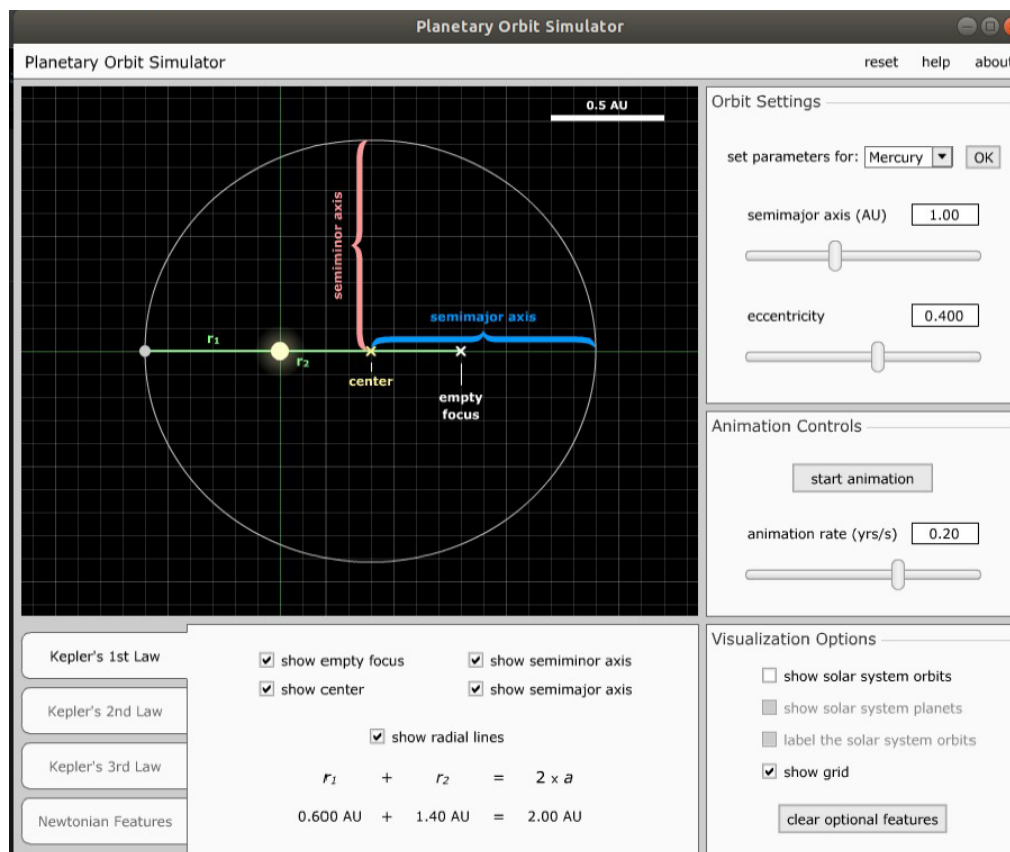 Planetary Orbit Simulator
Planetary Orbit Simulator
reset help about
0.5 AU
semiminor axis
semimajor axis
r₁
r₂
center
empty
focus
Orbit Settings
set parameters for: Mercury OK
semimajor axis (AU) 1.00
eccentricity 0.400
Animation Controls
start animation
animation rate (yrs/s) 0.20
Kepler's 1st Law
Kepler's 2nd Law
Kepler's 3rd Law
Newtonian Features
show empty focus show semiminor axis
show center show semimajor axis
show radial lines
r₁ + r₂ = 2 x a
0.600 AU + 1.40 AU = 2.00 AU
Visualization Options
show solar system orbits
show solar system planets
label the solar system orbits
show grid
clear optional features